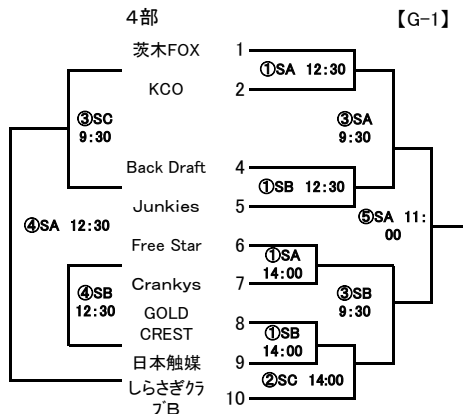 4部
【G-1】
茨木FOX 1
①SA 12:30
KCO 2
③SC
9:30
③SA
9:30
Back Draft 4
①SB 12:30
Junkies 5
④SA 12:30
⑤SA 11:
00
Free Star 6
①SA
14:00
Crankys 7
④SB
12:30
③SB
9:30
GOLD
CREST
8
①SB
14:00
日本触媒 9
②SC 14:00
しらさぎクラ
ブB
10